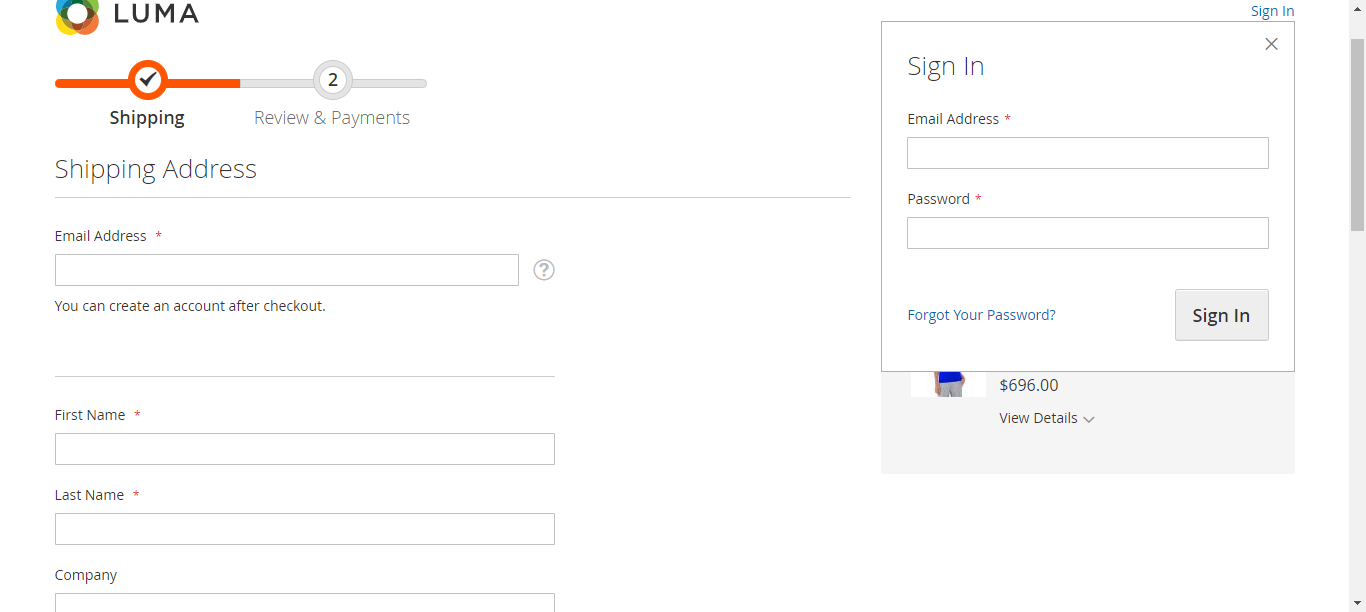 LUMA
Sign In
2
Shipping
Review & Payments
Shipping Address
Email Address *
?
You can create an account after checkout.
First Name *
Last Name *
Company
Sign In
Email Address *
Password *
Forgot Your Password?
Sign In
$696.00
View Details